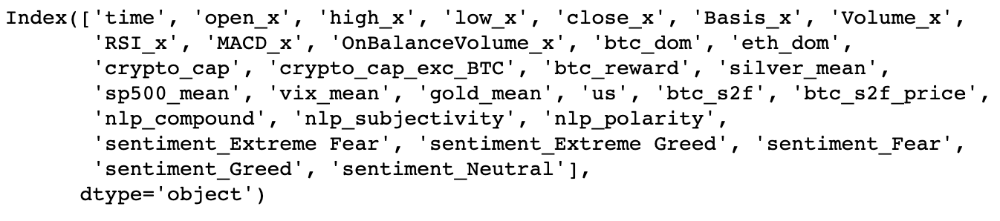 Index(['time', 'open_x', 'high_x', 'low_x', 'close_x', 'Basis_x', 'Volume_x',
'RSI_x', 'MACD_x', 'OnBalanceVolume_x', 'btc_dom', 'eth_dom',
'crypto_cap', 'crypto_cap_exc_BTC', 'btc_reward', 'silver_mean',
'sp500_mean', 'vix_mean', 'gold_mean', 'us', 'btc_s2f', 'btc_s2f_price',
'nlp_compound', 'nlp_subjectivity', 'nlp_polarity',
'sentiment_Extreme Fear', 'sentiment_Extreme Greed', 'sentiment_Fear',
'sentiment_Greed', 'sentiment_Neutral'],
dtype='object')